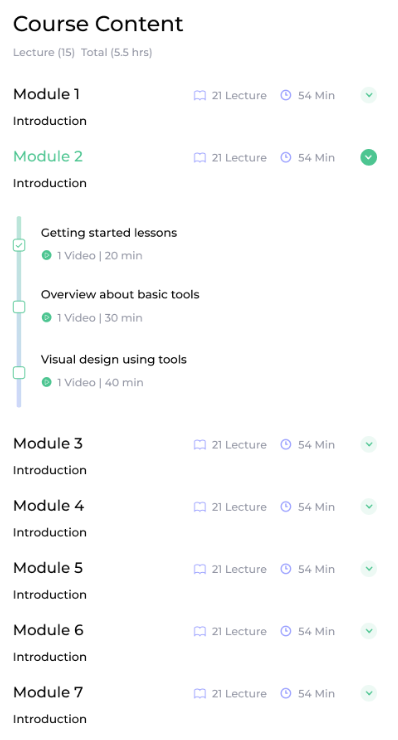 Course Content
Lecture (15) Total (5.5 hrs)
Module 1 21 Lecture 54 Min
Introduction
Module 2 21 Lecture 54 Min
Introduction
Getting started lessons
1 Video | 20 min
Overview about basic tools
1 Video | 30 min
Visual design using tools
1 Video | 40 min
Module 3 21 Lecture 54 Min
Introduction
Module 4 21 Lecture 54 Min
Introduction
Module 5 21 Lecture 54 Min
Introduction
Module 6 21 Lecture 54 Min
Introduction
Module 7 21 Lecture 54 Min
Introduction